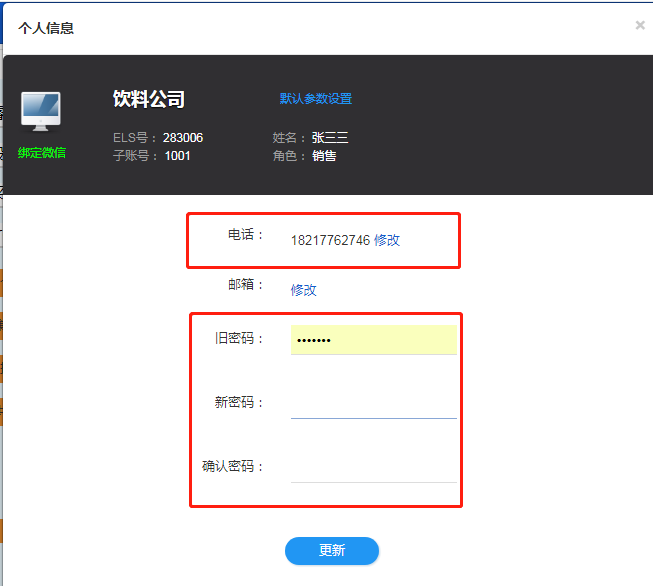 个人信息
×
饮料公司
默认参数设置
绑定微信
ELS号： 283006
姓名： 张三三
子账号： 1001
角色： 销售
电话： 18217762746 修改
邮箱： 修改
旧密码： •••••••
新密码：
确认密码：
更新